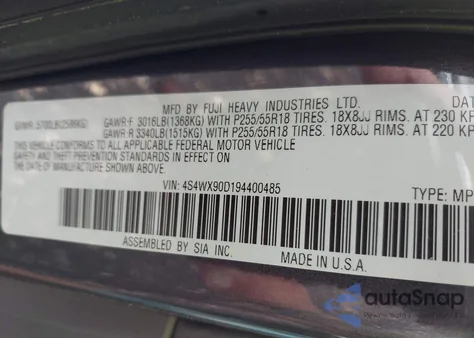 MFD BY FUJI HEAVY INDUSTRIES LTD. DAT
GVWR: 5700LB(2585KG) GAWR:F 3016LB(1368KG) WITH P255/55R18 TIRES. 18X8JJ RIMS. AT 230 KP
GAWR:R 3340LB(1515KG) WITH P255/55R18 TIRES. 18X8JJ RIMS. AT 220 KP
THIS VEHICLE CONFORMS TO ALL APPLICABLE FEDERAL MOTOR VEHICLE
SAFETY AND THEFT PREVENTION STANDARDS IN EFFECT ON THE DATE OF
MANUFACTURE SHOWN ABOVE.
VIN: 4S4WX90D194400485 TYPE: MP
ASSEMBLED BY SIA INC. MADE IN U.S.A.
autoSnap